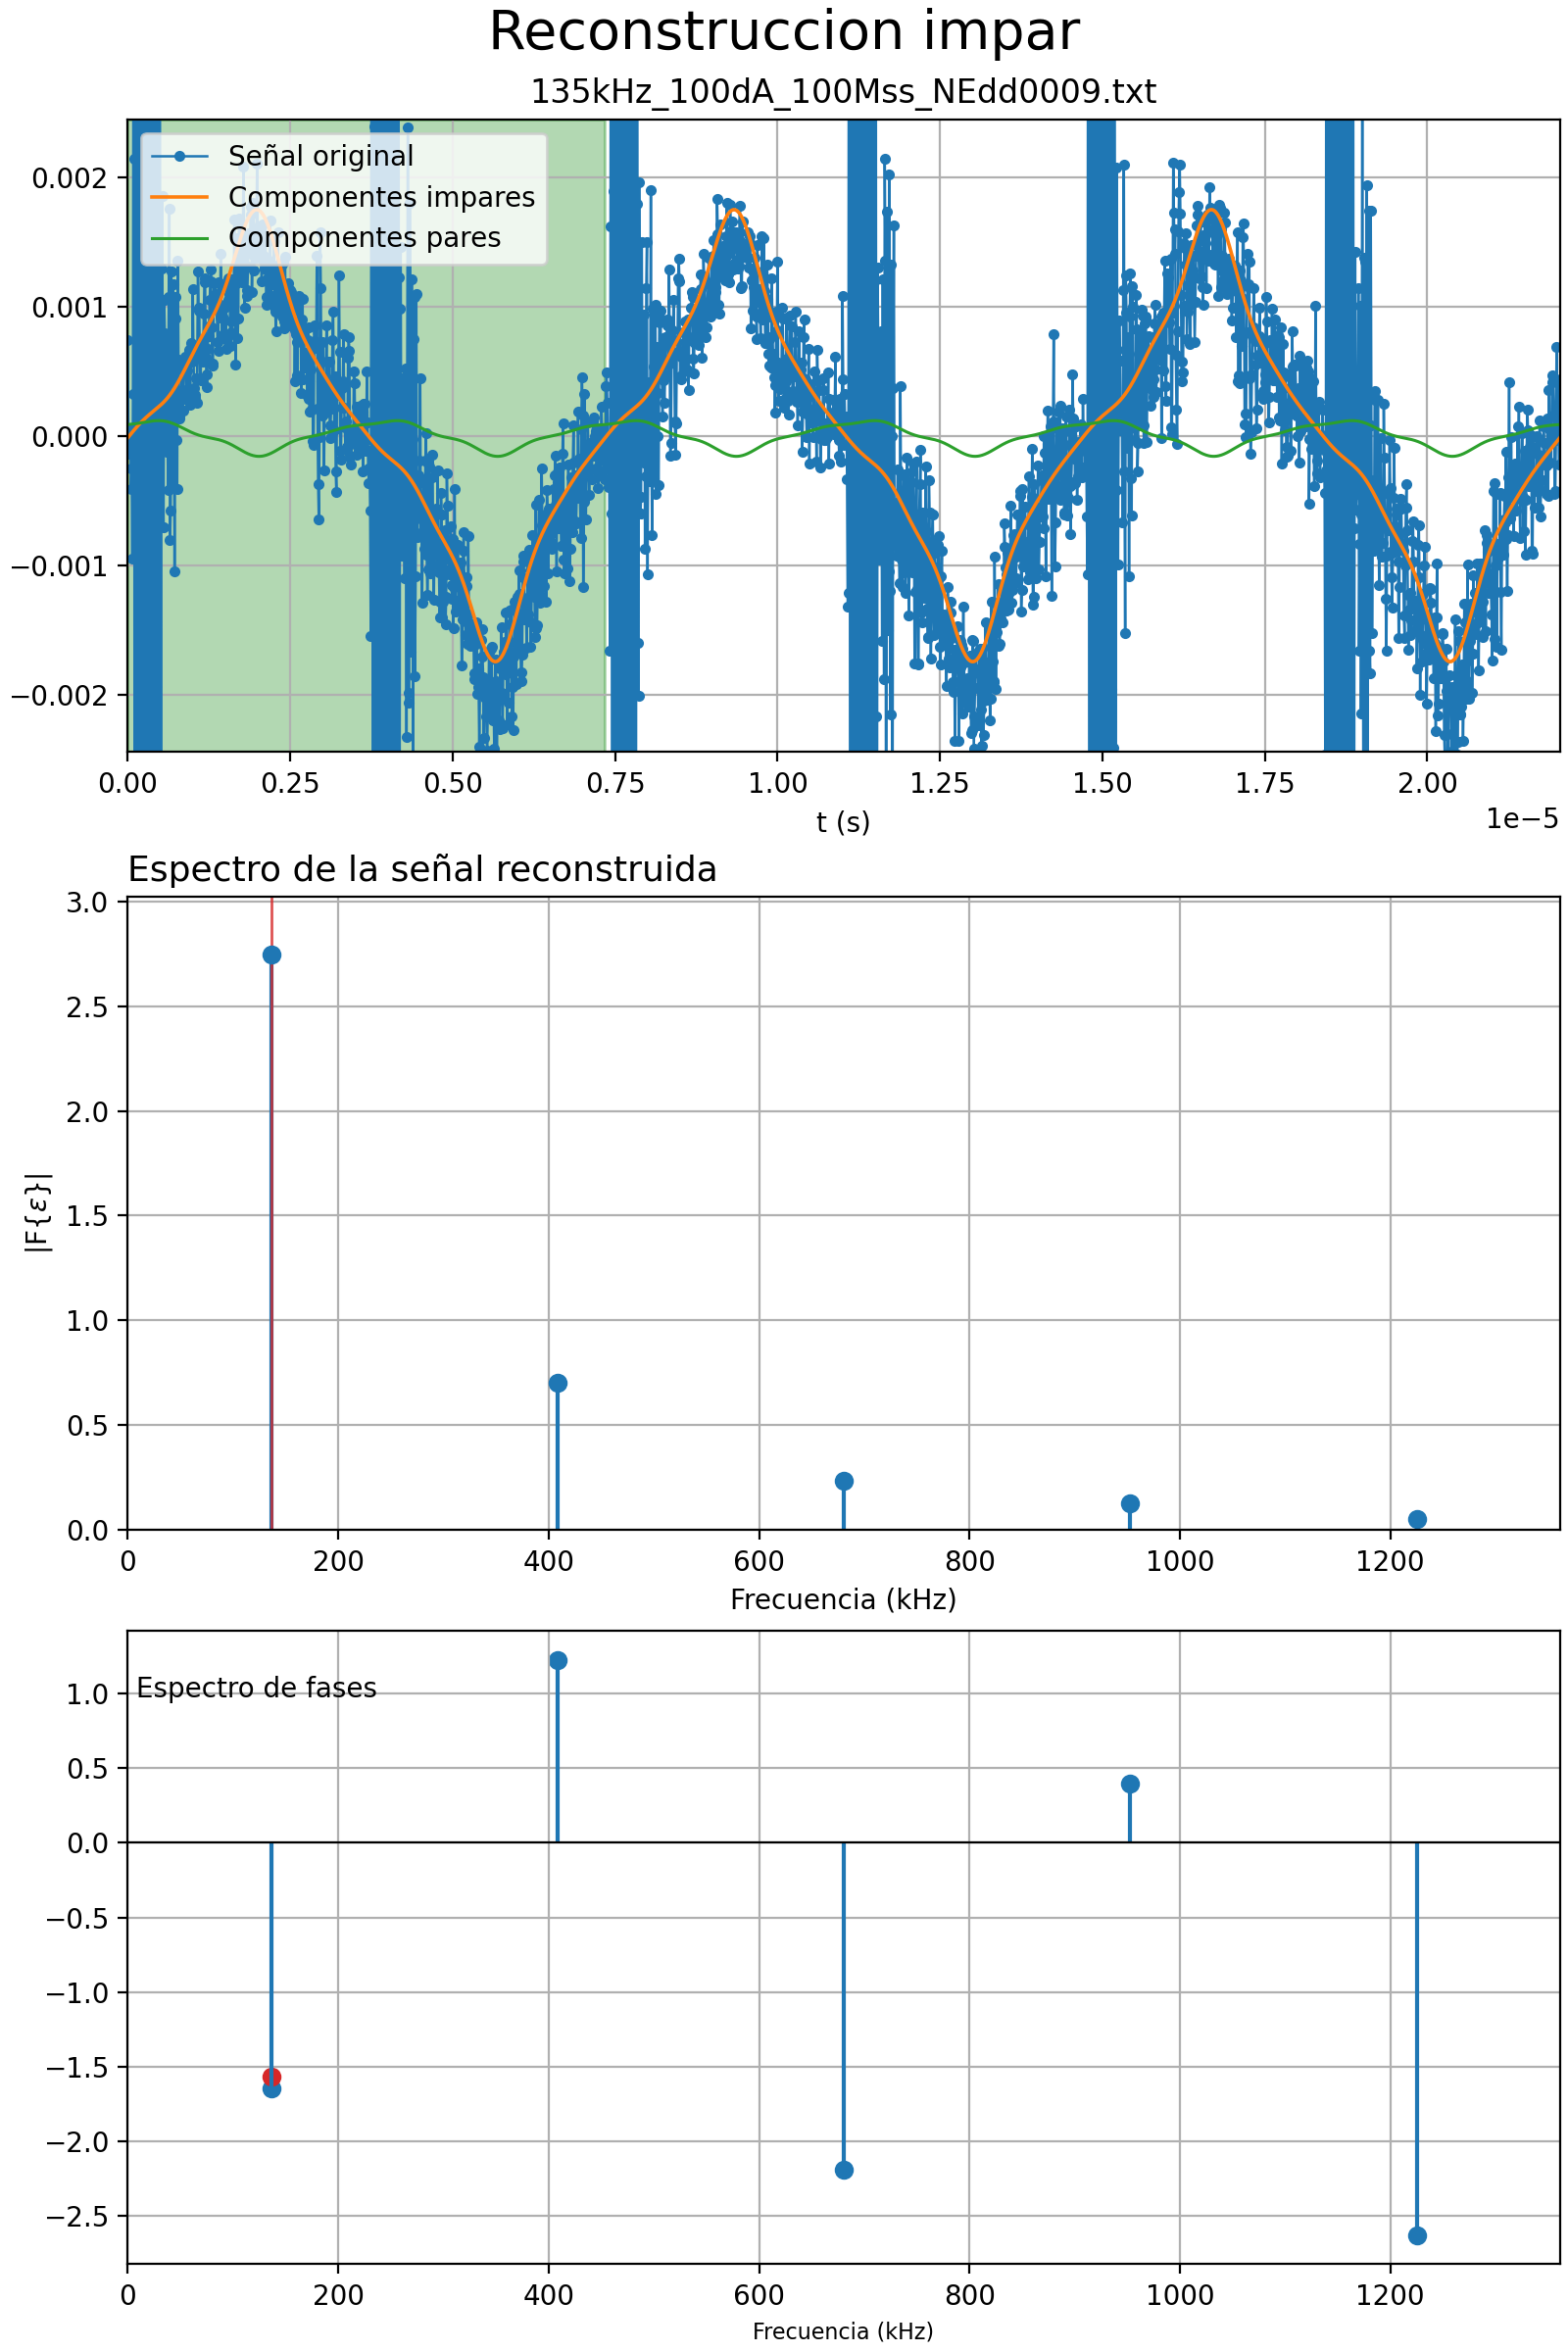 Reconstruccion impar
135kHz_100dA_100Mss_NEdd0009.txt
Señal original
Componentes impares
Componentes pares
0.002
0.001
0.000
−0.001
−0.002
0.00 0.25 0.50 0.75 1.00 1.25 1.50 1.75 2.00
1e−5
t (s)
Espectro de la señal reconstruida
3.0
2.5
2.0
1.5
1.0
0.5
0.0
|F{ε}|
0 200 400 600 800 1000 1200
Frecuencia (kHz)
Espectro de fases
1.0
0.5
0.0
−0.5
−1.0
−1.5
−2.0
−2.5
0 200 400 600 800 1000 1200
Frecuencia (kHz)